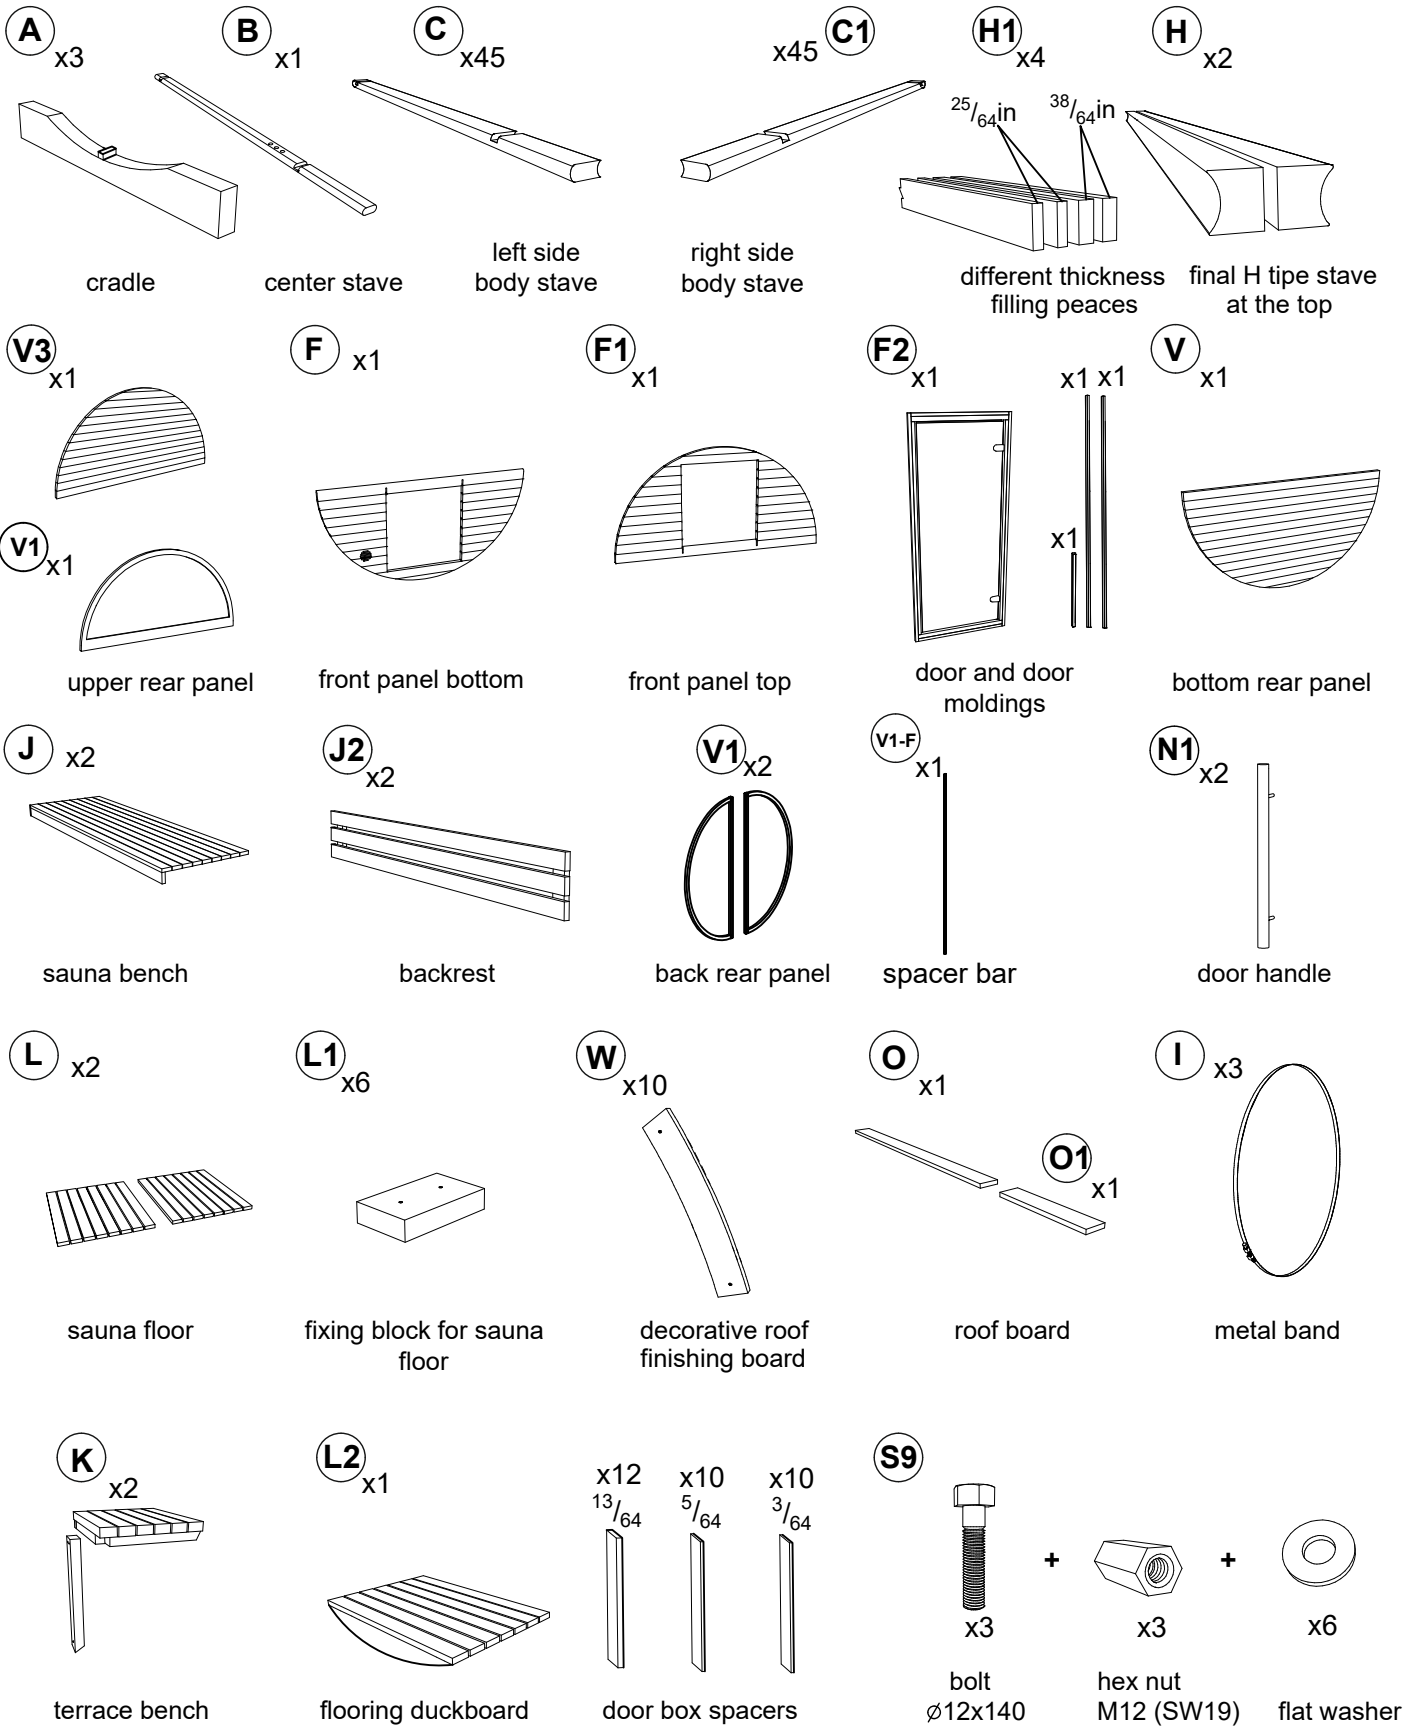 A
x3
cradle
B
x1
center stave
C
x45
left side
body stave
x45
C1
right side
body stave
H1
x4
25/64in
38/64in
different thickness
filling peaces
H
x2
final H tipe stave
at the top
V3
x1
V1
x1
upper rear panel
F
x1
front panel bottom
F1
x1
front panel top
F2
x1
x1 x1
x1
door and door
moldings
V
x1
bottom rear panel
J
x2
sauna bench
J2
x2
backrest
V1
x2
back rear panel
V1-F
x1
spacer bar
N1
x2
door handle
L
x2
sauna floor
L1
x6
fixing block for sauna
floor
W
x10
decorative roof
finishing board
O
x1
O1
x1
roof board
I
x3
metal band
K
x2
terrace bench
L2
x1
flooring duckboard
x12
13/64
x10
5/64
x10
3/64
door box spacers
S9
+
+
x3
x3
x6
bolt
⌀12x140
hex nut
M12 (SW19)
flat washer